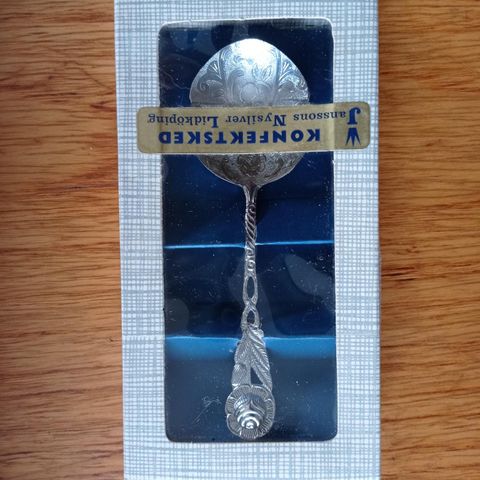 Janssons Nysilver Lidköping
KONFEKTSKED